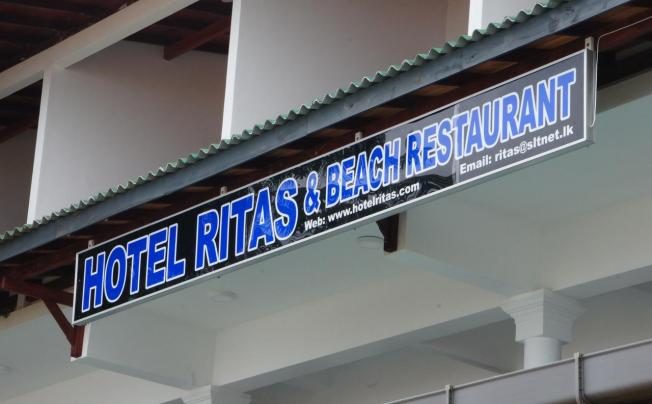 HOTEL RITAS & BEACH RESTAURANT
Web: www.hotelritas.com Email: ritas@sltnet.lk